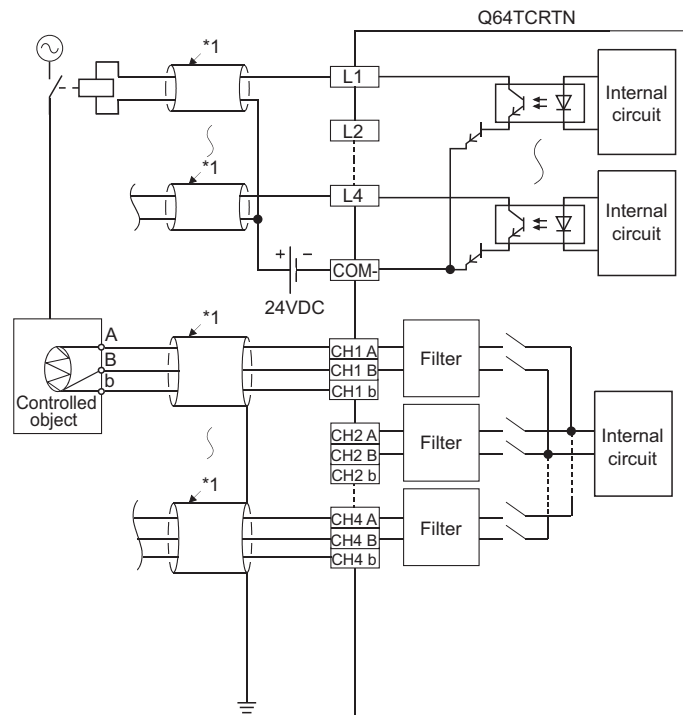 Q64TCRTN
*1
L1
Internal
circuit
L2
*1
L4
Internal
circuit
+
−
COM-
24VDC
*1
A
B
b
Controlled
object
CH1 A
CH1 B
CH1 b
Filter
CH2 A
CH2 B
CH2 b
Filter
Internal
circuit
*1
CH4 A
CH4 B
CH4 b
Filter